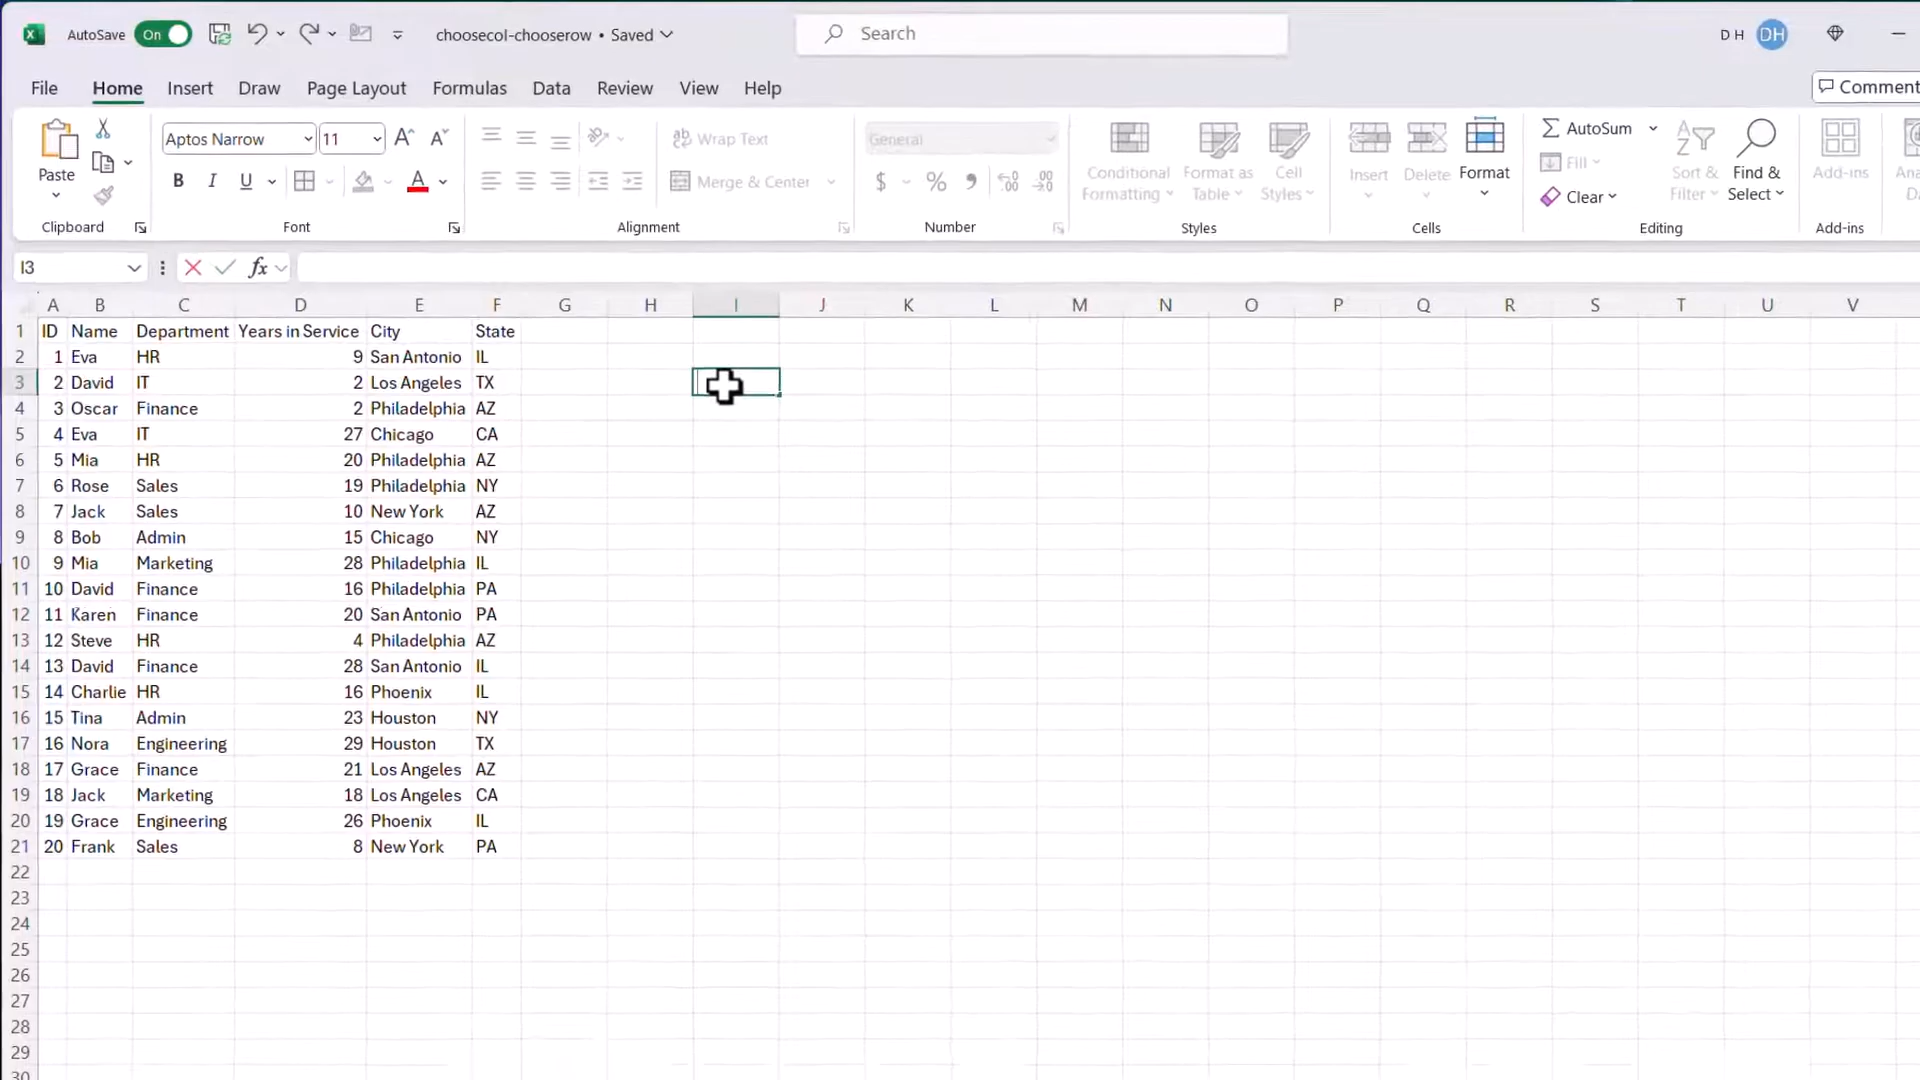 AutoSave On choosecol-chooserow • Saved Search D H DH
File Home Insert Draw Page Layout Formulas Data Review View Help Comment
Paste
Aptos Narrow 11 A A
B I U A
ab Wrap Text
Merge & Center
General
$ %
Conditional Formatting
Format as Table
Cell Styles
Insert
Delete
Format
AutoSum
Fill
Clear
Sort & Filter
Find & Select
Add-ins
Clipboard Font Alignment Number Styles Cells Editing Add-ins
I3 fx
A B C D E F G H I J K L M N O P Q R S T U V
1 ID Name Department Years in Service City State
2 1 Eva HR 9 San Antonio IL
3 2 David IT 2 Los Angeles TX
4 3 Oscar Finance 2 Philadelphia AZ
5 4 Eva IT 27 Chicago CA
6 5 Mia HR 20 Philadelphia AZ
7 6 Rose Sales 19 Philadelphia NY
8 7 Jack Sales 10 New York AZ
9 8 Bob Admin 15 Chicago NY
10 9 Mia Marketing 28 Philadelphia IL
11 10 David Finance 16 Philadelphia PA
12 11 Karen Finance 20 San Antonio PA
13 12 Steve HR 4 Philadelphia AZ
14 13 David Finance 28 San Antonio IL
15 14 Charlie HR 16 Phoenix IL
16 15 Tina Admin 23 Houston NY
17 16 Nora Engineering 29 Houston TX
18 17 Grace Finance 21 Los Angeles AZ
19 18 Jack Marketing 18 Los Angeles CA
20 19 Grace Engineering 26 Phoenix IL
21 20 Frank Sales 8 New York PA
22
23
24
25
26
27
28
29
30